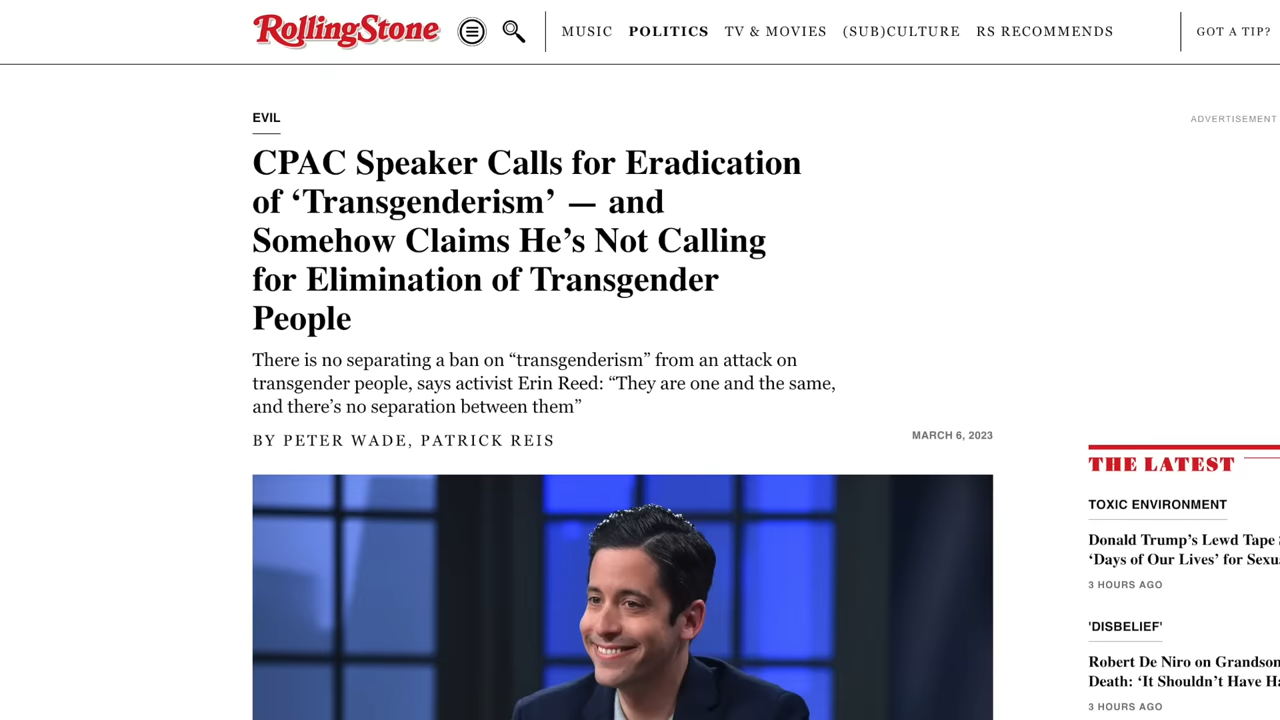 RollingStone
MUSIC POLITICS TV & MOVIES (SUB)CULTURE RS RECOMMENDS
GOT A TIP?
EVIL
ADVERTISEMENT
CPAC Speaker Calls for Eradication
of ‘Transgenderism’ — and
Somehow Claims He’s Not Calling
for Elimination of Transgender
People
There is no separating a ban on “transgenderism” from an attack on
transgender people, says activist Erin Reed: “They are one and the same,
and there’s no separation between them”
BY PETER WADE, PATRICK REIS
MARCH 6, 2023
THE LATEST
TOXIC ENVIRONMENT
Donald Trump’s Lewd Tape
‘Days of Our Lives’ for
3 HOURS AGO
'DISBELIEF'
Robert De Niro on
Death: ‘It Shouldn’t Have
3 HOURS AGO